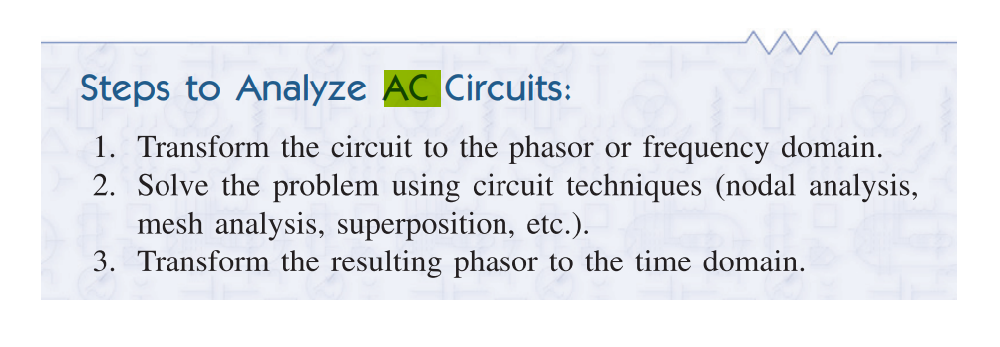 Steps to Analyze AC Circuits:
1. Transform the circuit to the phasor or frequency domain.
2. Solve the problem using circuit techniques (nodal analysis,
mesh analysis, superposition, etc.).
3. Transform the resulting phasor to the time domain.